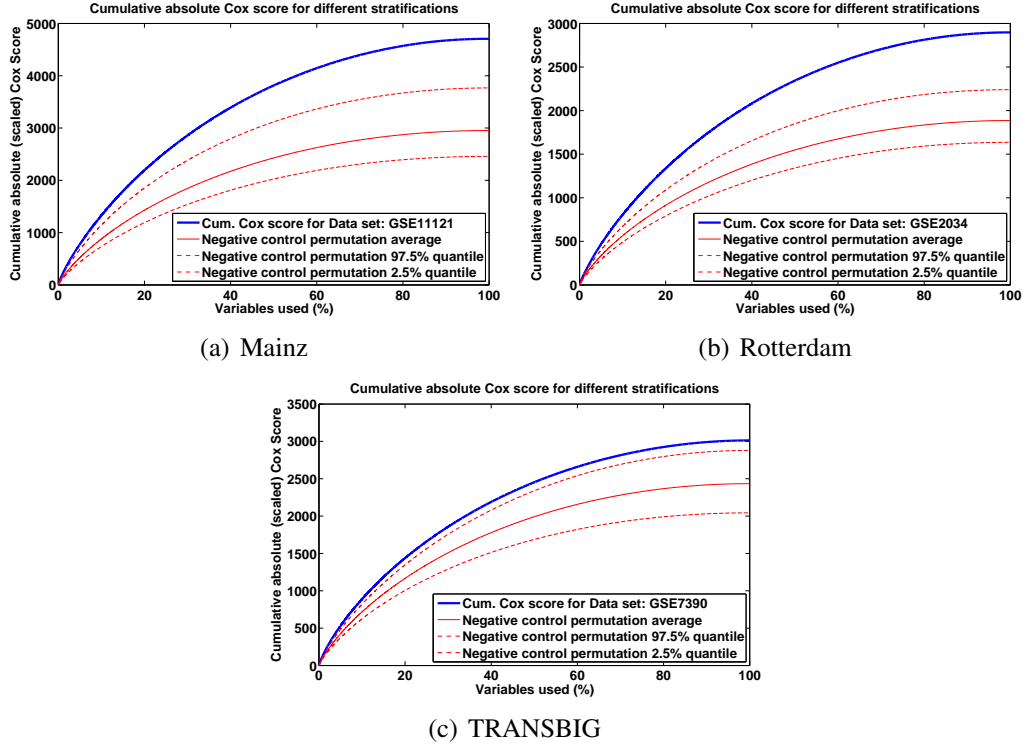 Cumulative absolute Cox score for different stratifications
Cumulative absolute (scaled) Cox Score
5000
4000
3000
2000
1000
0
Cum. Cox score for Data set: GSE11121
Negative control permutation average
Negative control permutation 97.5% quantile
Negative control permutation 2.5% quantile
0 20 40 60 80 100
Variables used (%)
(a) Mainz
Cumulative absolute Cox score for different stratifications
Cumulative absolute (scaled) Cox Score
3000
2500
2000
1500
1000
500
0
Cum. Cox score for Data set: GSE2034
Negative control permutation average
Negative control permutation 97.5% quantile
Negative control permutation 2.5% quantile
0 20 40 60 80 100
Variables used (%)
(b) Rotterdam
Cumulative absolute Cox score for different stratifications
Cumulative absolute (scaled) Cox Score
3500
3000
2500
2000
1500
1000
500
0
Cum. Cox score for Data set: GSE7390
Negative control permutation average
Negative control permutation 97.5% quantile
Negative control permutation 2.5% quantile
0 20 40 60 80 100
Variables used (%)
(c) TRANSBIG